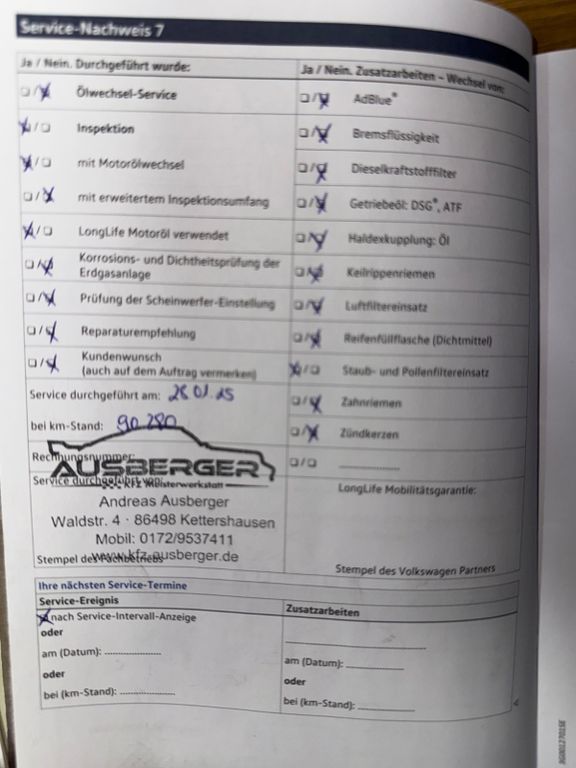 Service-Nachweis 7
Ja / Nein. Durchgeführt wurde:
Ölwechsel-Service
Inspektion
mit Motorölwechsel
mit erweitertem Inspektionsumfang
LongLife Motoröl verwendet
Korrosions- und Dichtheitsprüfung der
Erdgasanlage
Prüfung der Scheinwerfer-Einstellung
Reparaturempfehlung
Kundenwunsch
(auch auf dem Auftrag vermerken)
Service durchgeführt am: 28.01.25
bei km-Stand: 90 280
Rechnungsnummer:
AUSBERGER
Kfz Meisterwerkstatt
Service durchgeführt von:
Andreas Ausberger
Waldstr. 4 · 86498 Kettershausen
Mobil: 0172/9537411
www.kfz-ausberger.de
Stempel des Fachbetriebs
Ja / Nein. Zusatzarbeiten – Wechsel von:
AdBlue®
Bremsflüssigkeit
Dieselkraftstofffilter
Getriebeöl: DSG®, ATF
Haldexkupplung: Öl
Keilrippenriemen
Luftfiltereinsatz
Reifenfüllflasche (Dichtmittel)
Staub- und Pollenfiltereinsatz
Zahnriemen
Zündkerzen
LongLife Mobilitätsgarantie:
Stempel des Volkswagen Partners
Ihre nächsten Service-Termine
Service-Ereignis
nach Service-Intervall-Anzeige
oder
am (Datum):
oder
bei (km-Stand):
Zusatzarbeiten
am (Datum):
oder
bei (km-Stand):